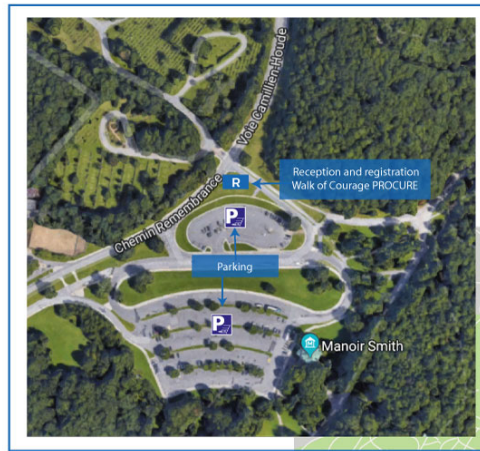 Voie Camillien-Houde
Reception and registration
Walk of Courage PROCURE
R
Chemin Remembrance
P
Parking
P
Manoir Smith